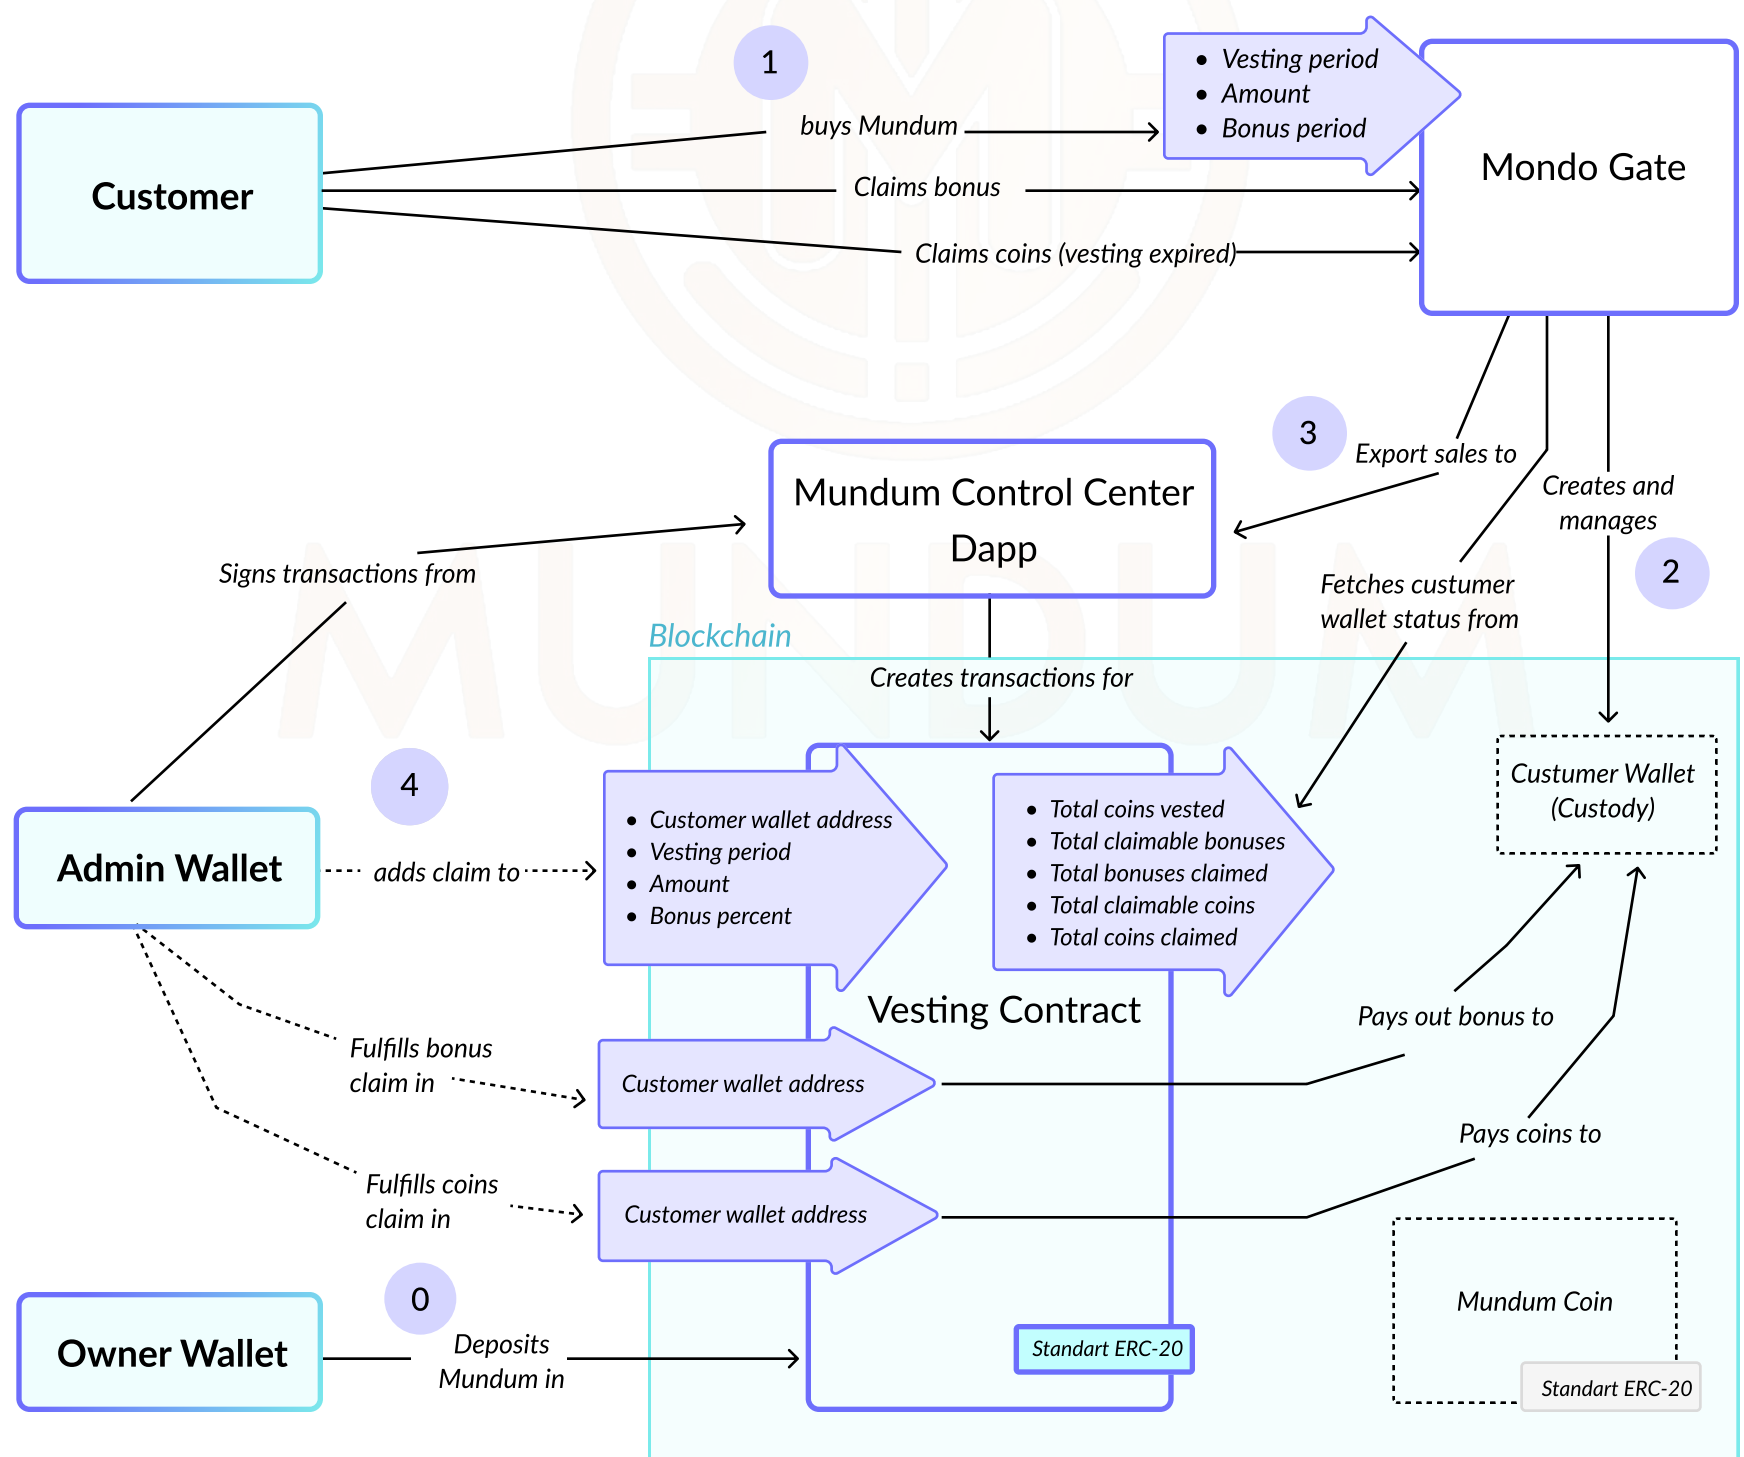 1
buys Mundum
• Vesting period
• Amount
• Bonus period
Mondo Gate
Customer
Claims bonus
Claims coins (vesting expired)
3
Export sales to
Creates and
manages
2
Mundum Control Center
Dapp
Signs transactions from
Fetches custumer
wallet status from
MUNDUM
Blockchain
Creates transactions for
4
Admin Wallet
adds claim to
• Customer wallet address
• Vesting period
• Amount
• Bonus percent
• Total coins vested
• Total claimable bonuses
• Total bonuses claimed
• Total claimable coins
• Total coins claimed
Custumer Wallet
(Custody)
Vesting Contract
Pays out bonus to
Fulfills bonus
claim in
Customer wallet address
Pays coins to
Fulfills coins
claim in
Customer wallet address
0
Owner Wallet
Deposits
Mundum in
Standart ERC-20
Mundum Coin
Standart ERC-20